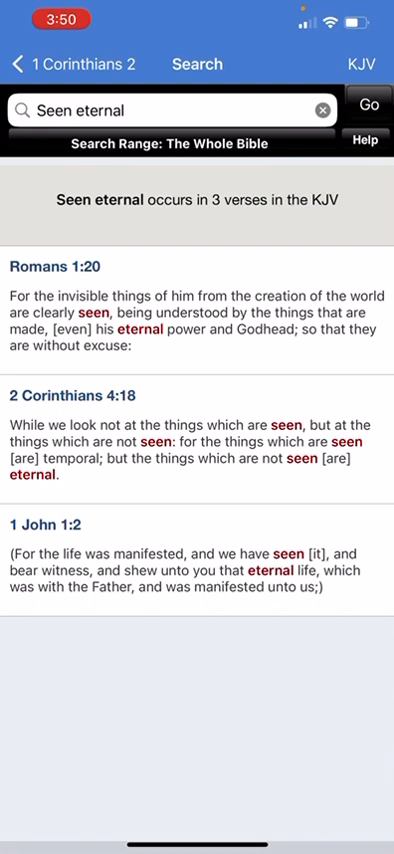 3:50
1 Corinthians 2 Search KJV
Seen eternal Go
Search Range: The Whole Bible Help
Seen eternal occurs in 3 verses in the KJV
Romans 1:20
For the invisible things of him from the creation of the world
are clearly seen, being understood by the things that are
made, [even] his eternal power and Godhead; so that they
are without excuse:
2 Corinthians 4:18
While we look not at the things which are seen, but at the
things which are not seen: for the things which are seen
[are] temporal; but the things which are not seen [are]
eternal.
1 John 1:2
(For the life was manifested, and we have seen [it], and
bear witness, and shew unto you that eternal life, which
was with the Father, and was manifested unto us;)